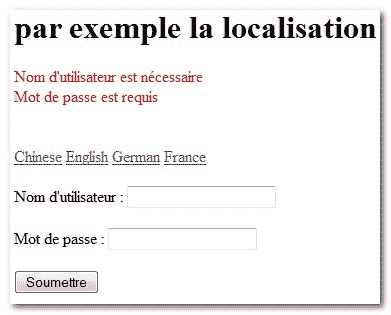 par exemple la localisation
Nom d'utilisateur est nécessaire
Mot de passe est requis
Chinese English German France
Nom d'utilisateur :
Mot de passe :
Soumettre